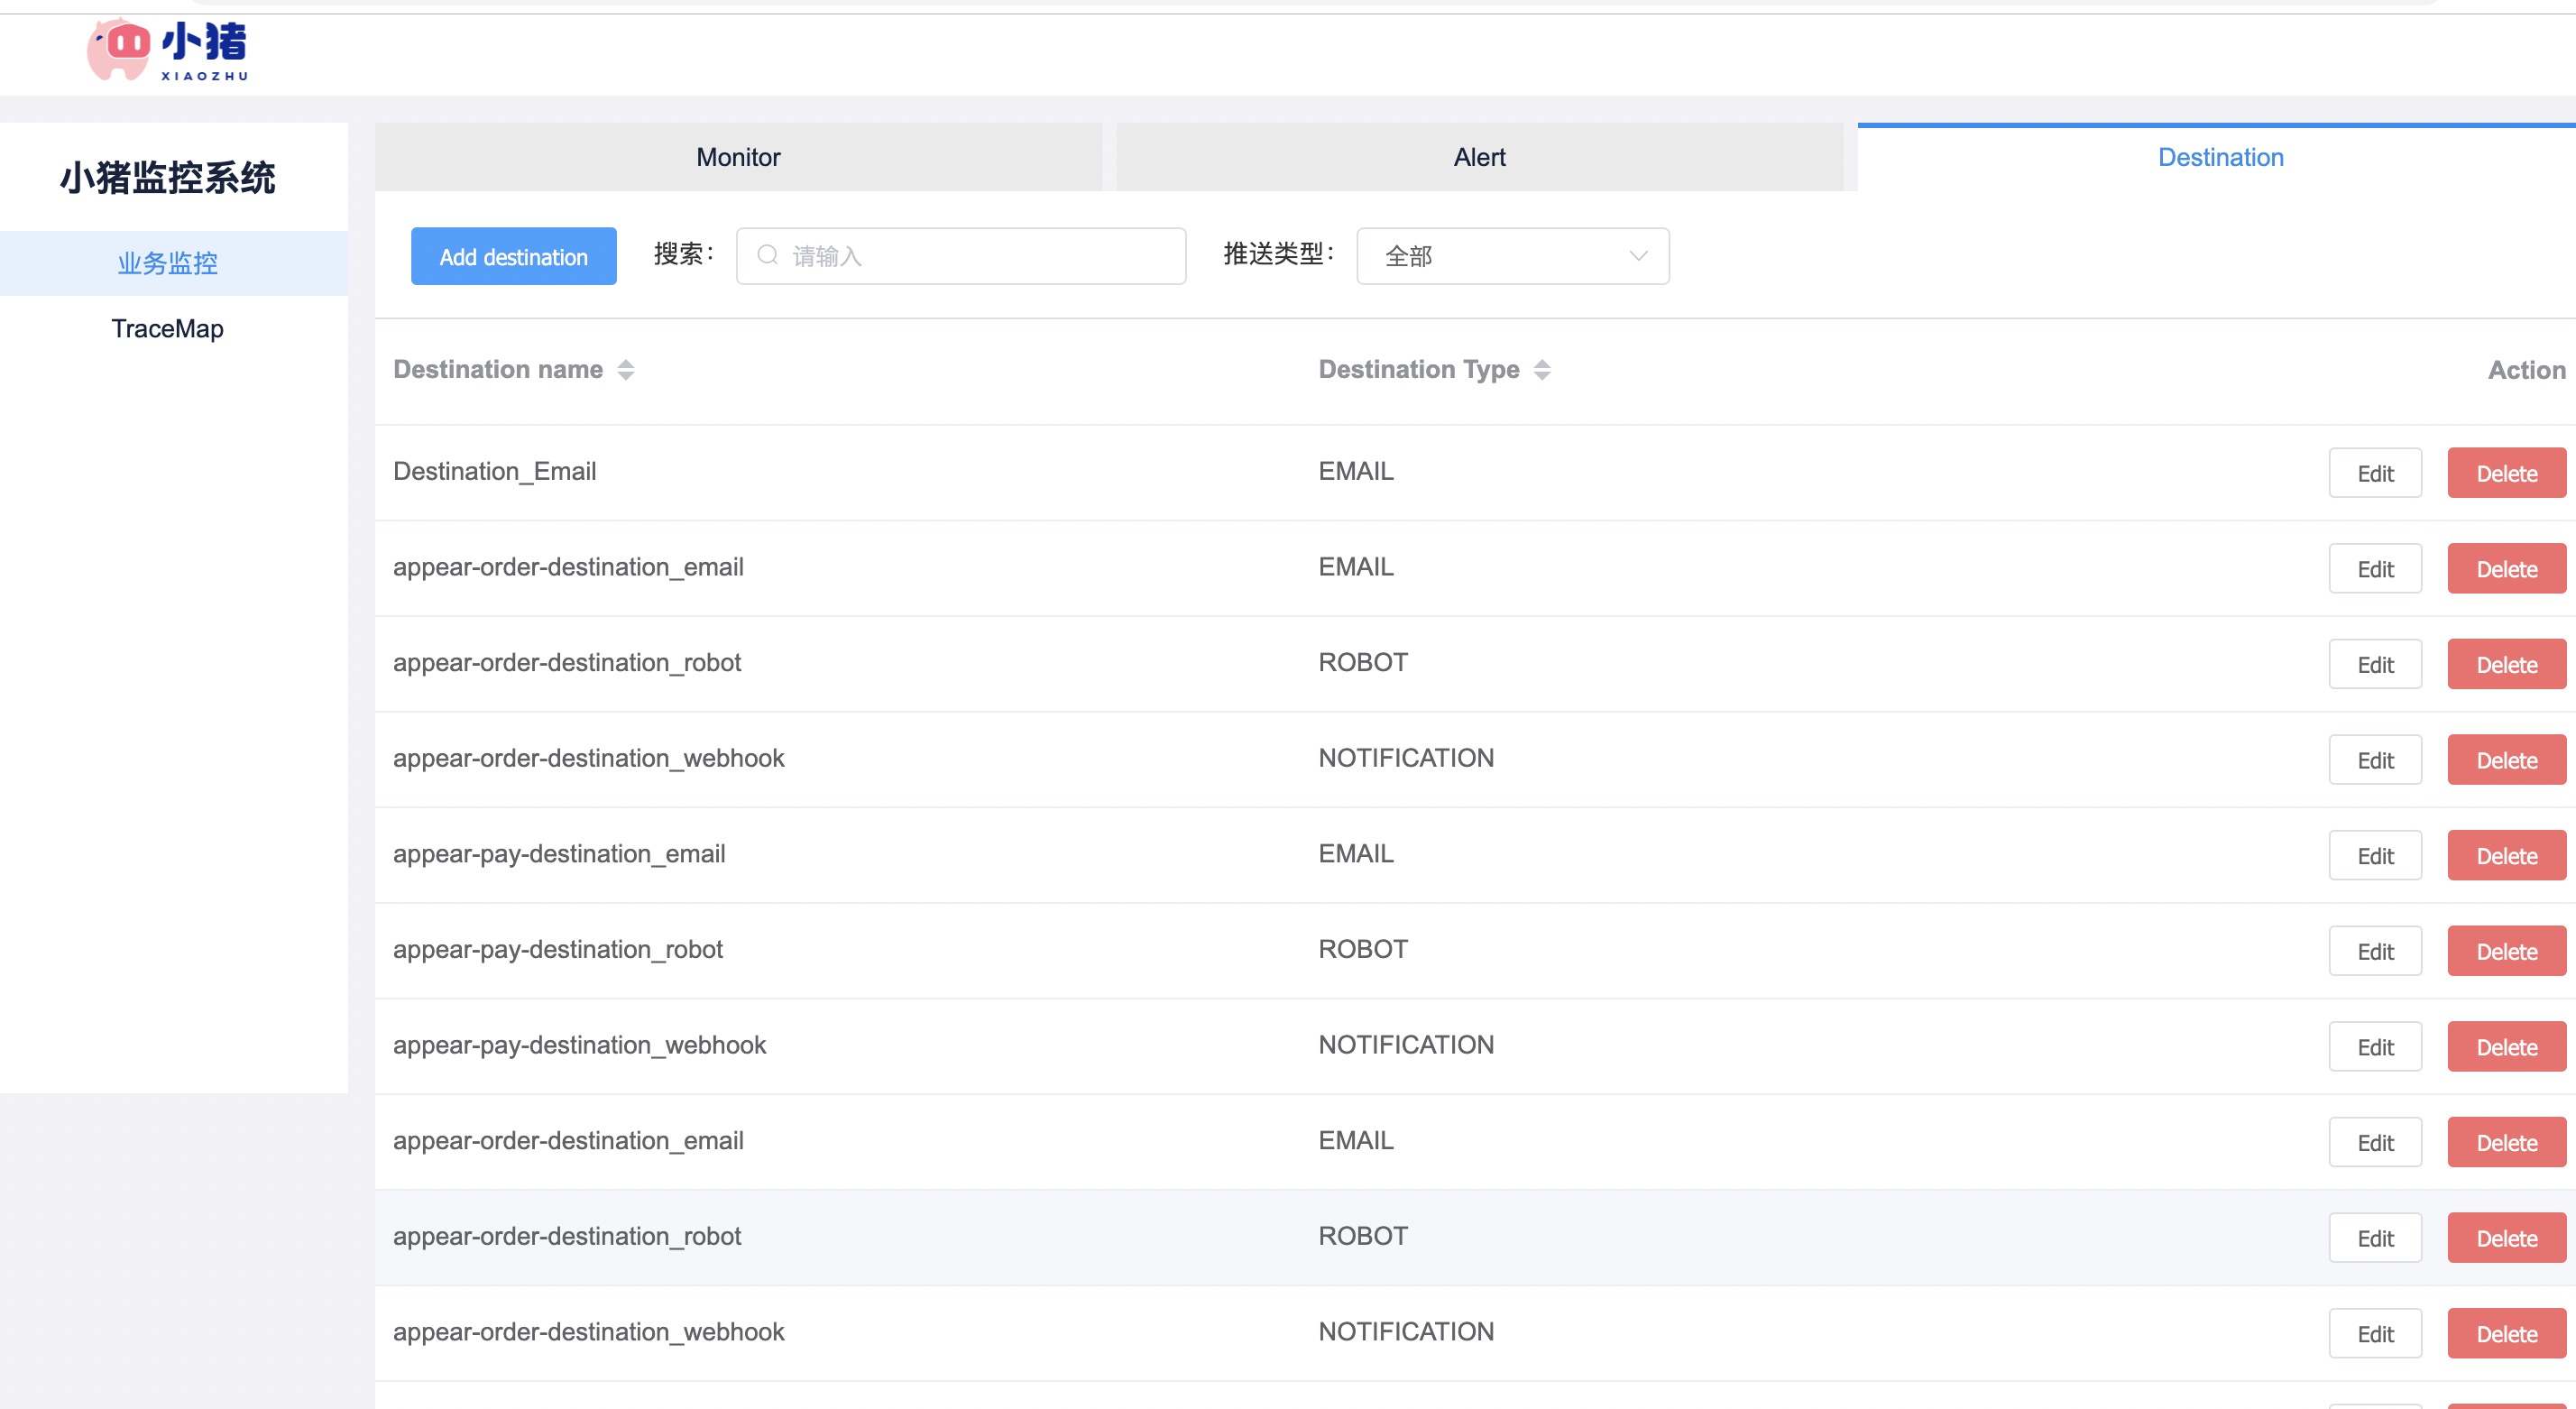 小猪
XIAOZHU
小猪监控系统
业务监控
TraceMap
Monitor Alert Destination
Add destination 搜索： 请输入 推送类型： 全部
Destination name Destination Type Action
Destination_Email EMAIL Edit Delete
appear-order-destination_email EMAIL Edit Delete
appear-order-destination_robot ROBOT Edit Delete
appear-order-destination_webhook NOTIFICATION Edit Delete
appear-pay-destination_email EMAIL Edit Delete
appear-pay-destination_robot ROBOT Edit Delete
appear-pay-destination_webhook NOTIFICATION Edit Delete
appear-order-destination_email EMAIL Edit Delete
appear-order-destination_robot ROBOT Edit Delete
appear-order-destination_webhook NOTIFICATION Edit Delete